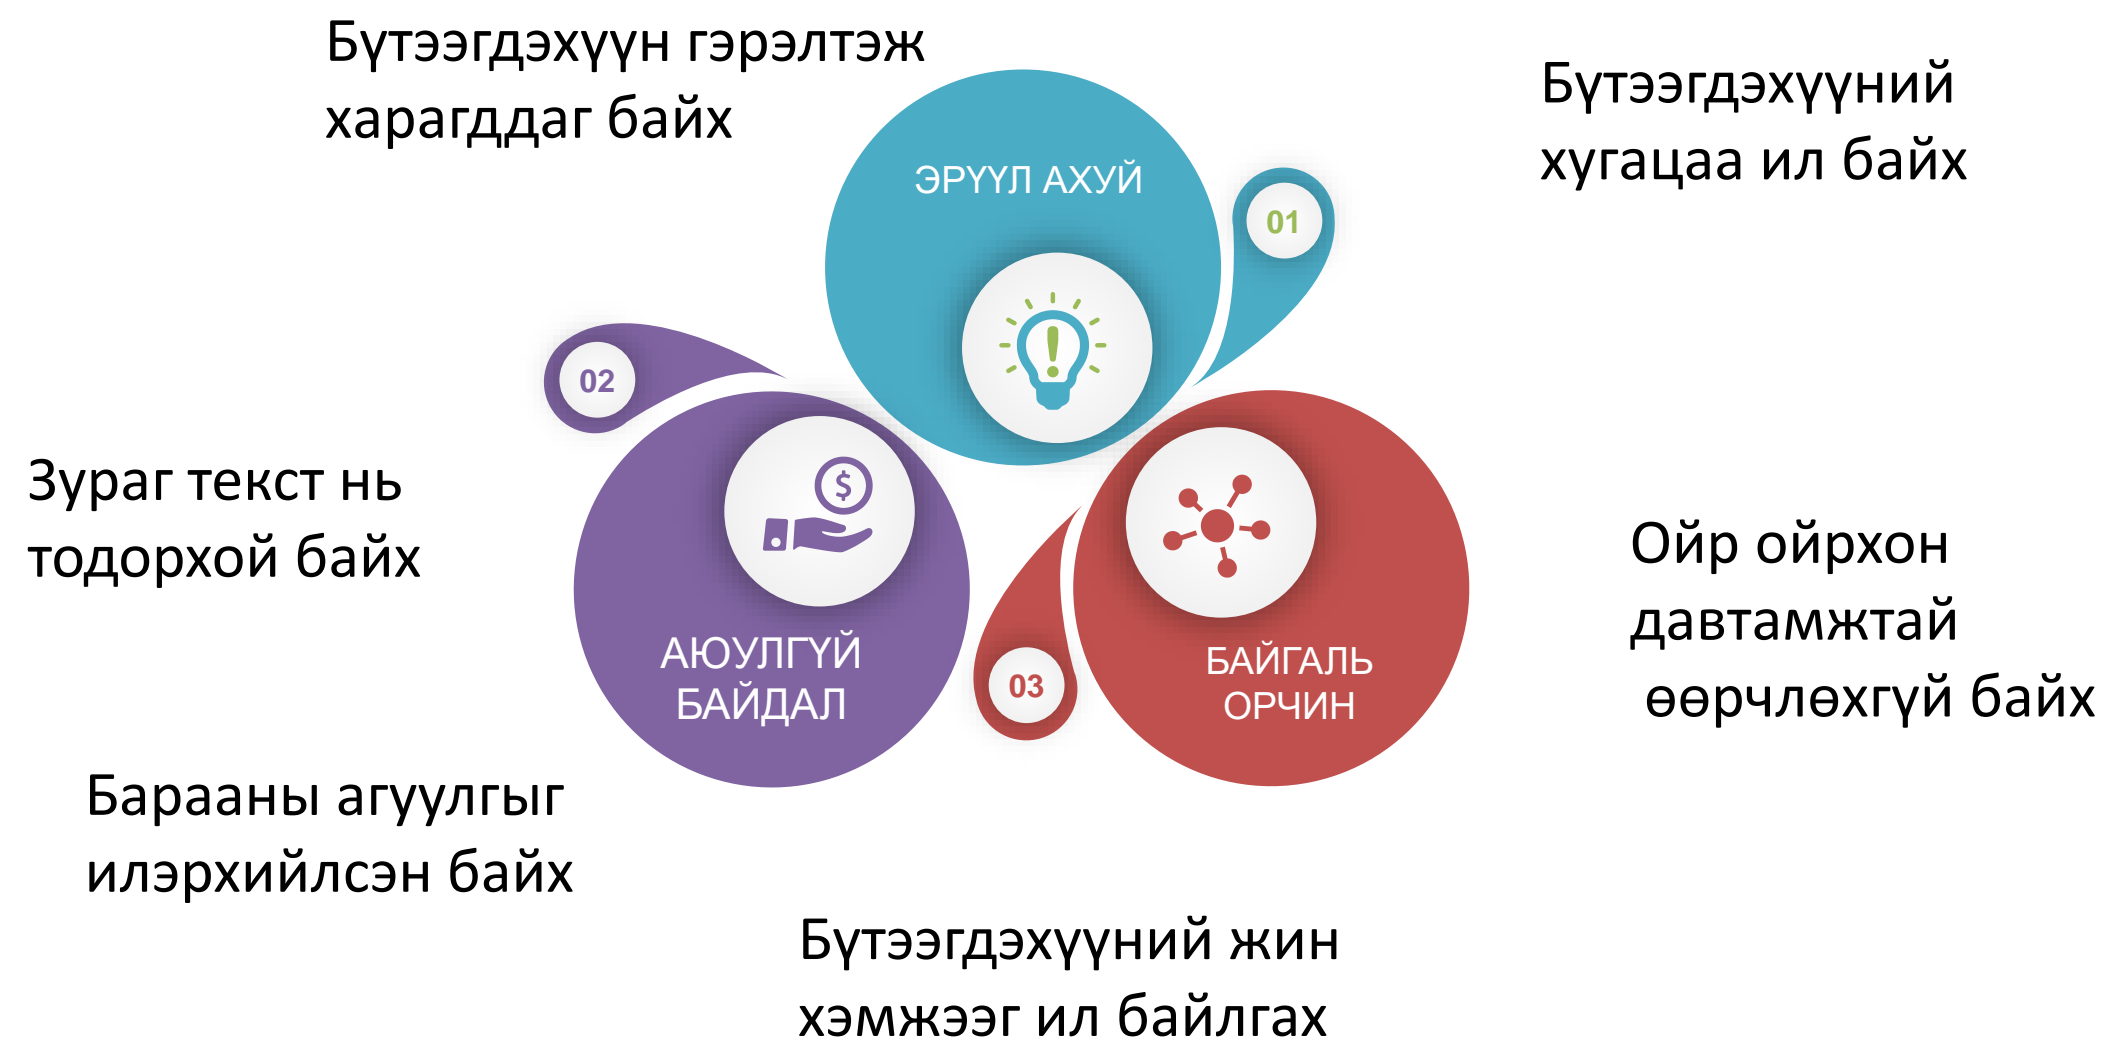 Бүтээгдэхүүн гэрэлтэж
харагддаг байх
Бүтээгдэхүүний
хугацаа ил байх
ЭРҮҮЛ АХУЙ
01
02
Зураг текст нь
тодорхой байх
$
АЮУЛГҮЙ
БАЙДАЛ
03
БАЙГАЛЬ
ОРЧИН
Ойр ойрхон
давтамжтай
өөрчлөхгүй байх
Барааны агуулгыг
илэрхийлсэн байх
Бүтээгдэхүүний жин
хэмжээг ил байлгах